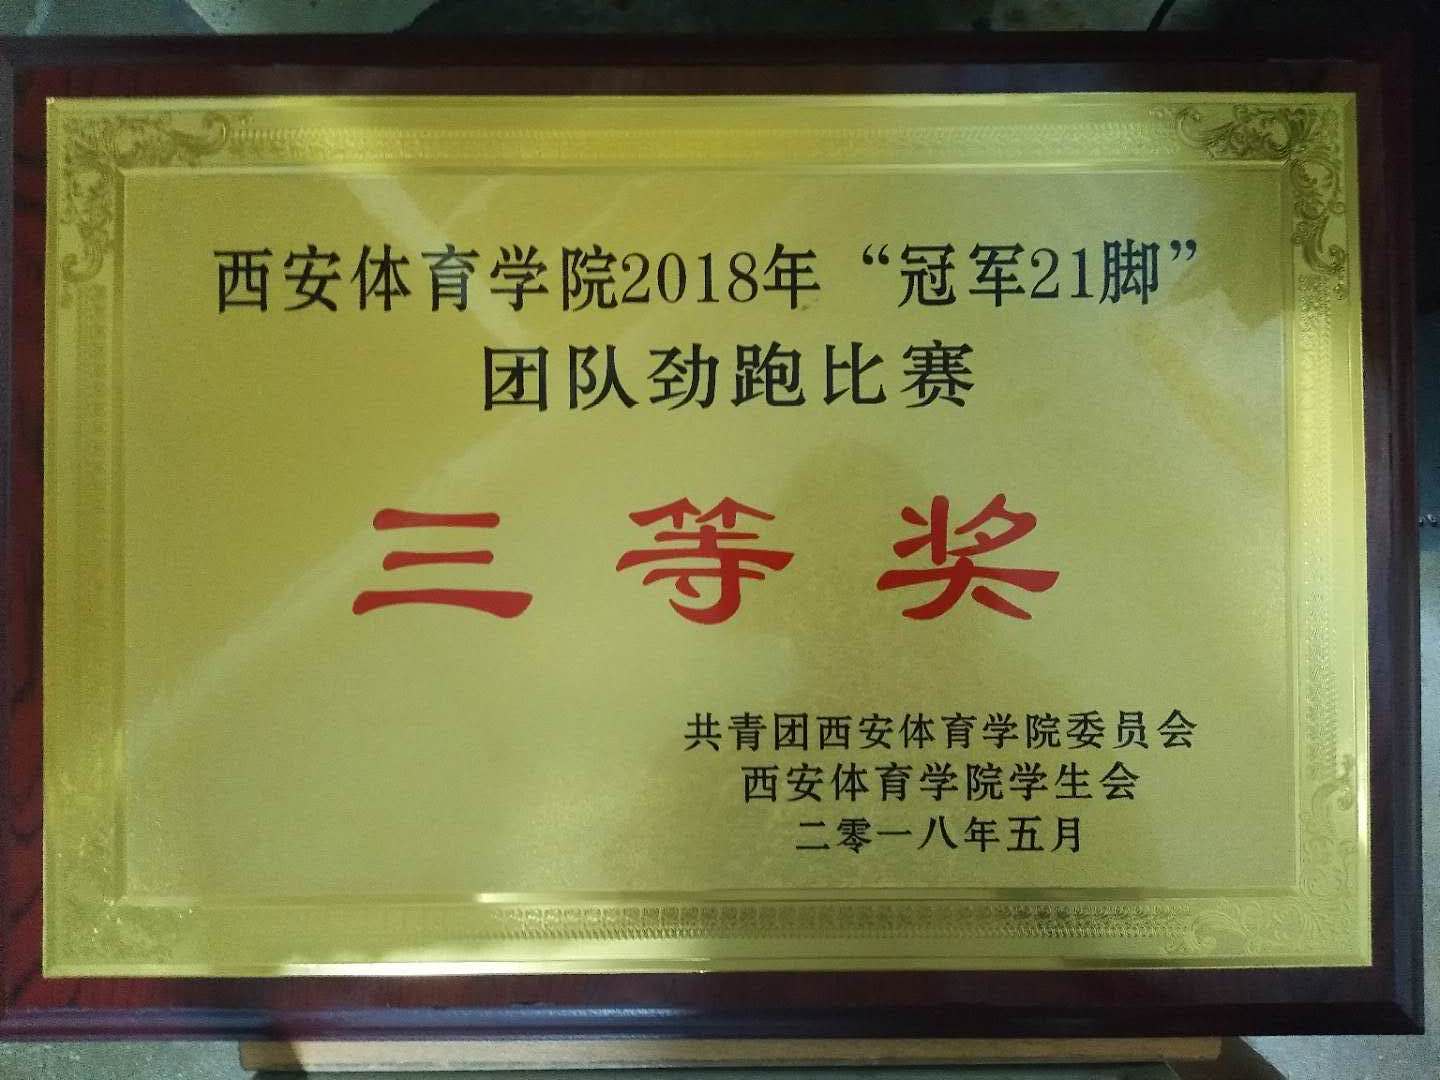 西安体育学院2018年“冠军21脚”
团队劲跑比赛
三等奖
共青团西安体育学院委员会
西安体育学院学生会
二零一八年五月